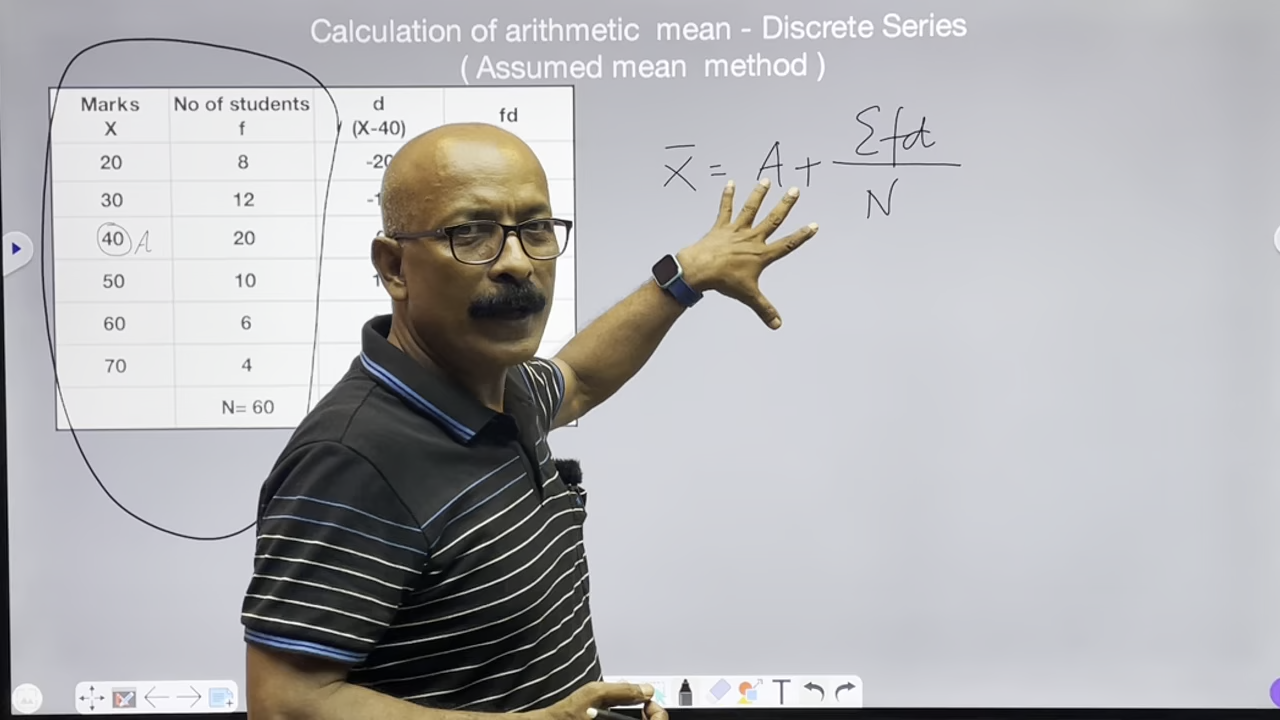 Calculation of arithmetic mean - Discrete Series
( Assumed mean method )
Marks No of students d fd
X f (X-40)
20 8 -20
30 12
40 A 20
50 10
60 6
70 4
N= 60
X̄ = A + Σfd
N
T